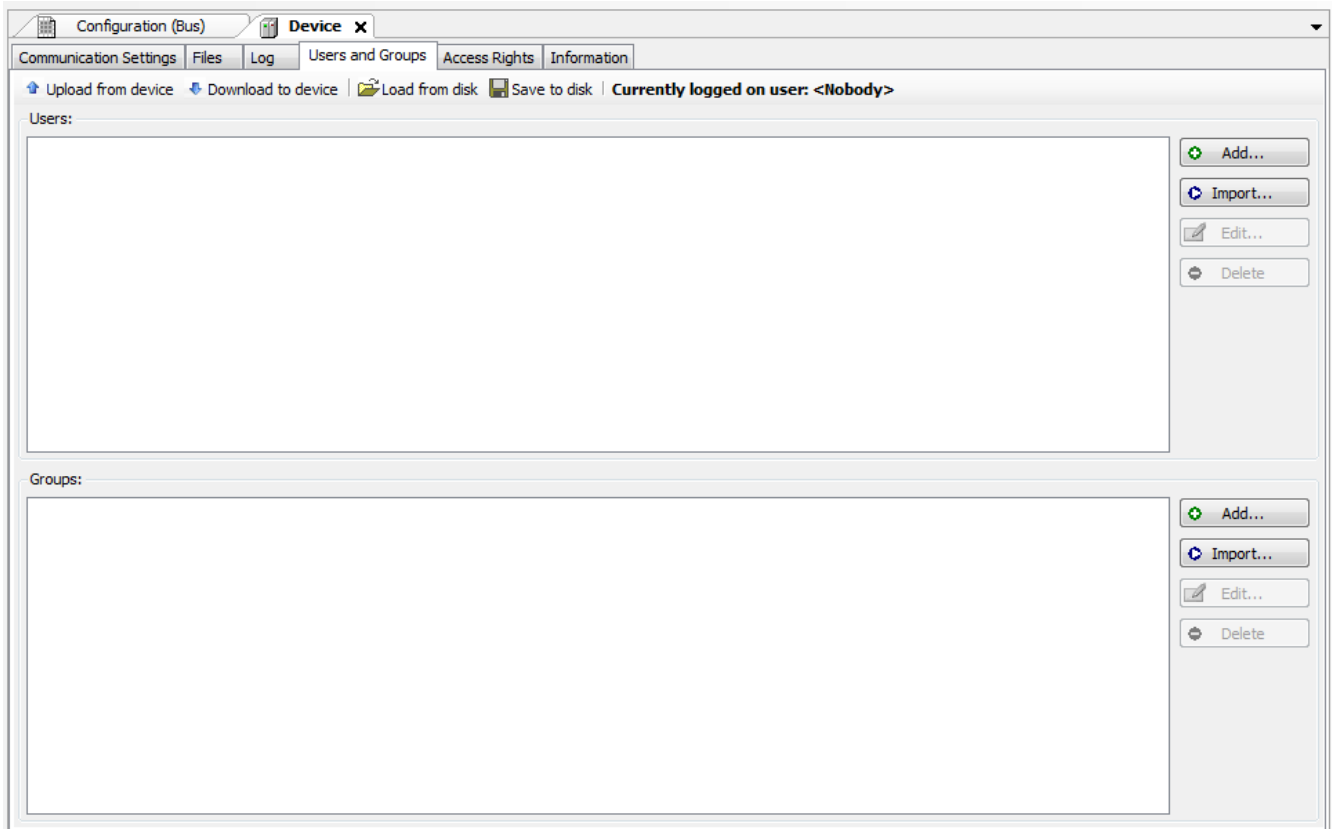 Configuration (Bus) Device X
Communication Settings Files Log Users and Groups Access Rights Information
Upload from device Download to device Load from disk Save to disk Currently logged on user: <Nobody>
Users:
Add...
Import...
Edit...
Delete
Groups:
Add...
Import...
Edit...
Delete